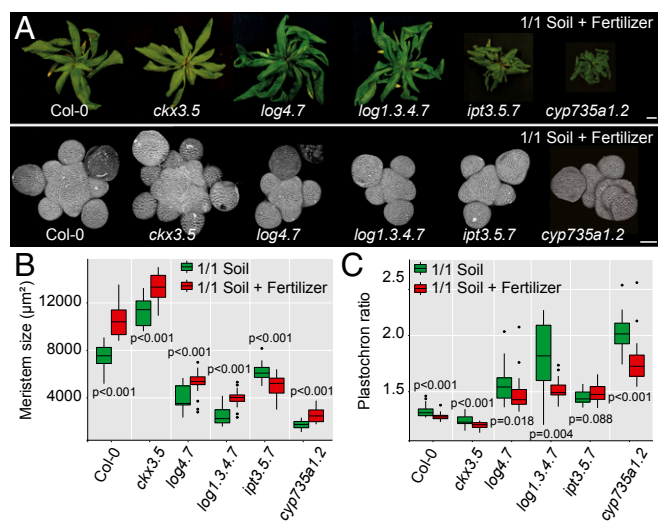 A
1/1 Soil + Fertilizer
Col-0 ckx3.5 log4.7 log1.3.4.7 ipt3.5.7 cyp735a1.2
1/1 Soil + Fertilizer
Col-0 ckx3.5 log4.7 log1.3.4.7 ipt3.5.7 cyp735a1.2
B
Meristem size (µm²)
12000
8000
4000
1/1 Soil
1/1 Soil + Fertilizer
p<0.001
p<0.001
p<0.001
p<0.001
p<0.001
p<0.001
Col-0
ckx3.5
log4.7
log1.3.4.7
ipt3.5.7
cyp735a1.2
C
Plastochron ratio
2.5
2.0
1.5
1/1 Soil
1/1 Soil + Fertilizer
p<0.001
p<0.001
p=0.018
p=0.004
p=0.088
p<0.001
Col-0
ckx3.5
log4.7
log1.3.4.7
ipt3.5.7
cyp735a1.2